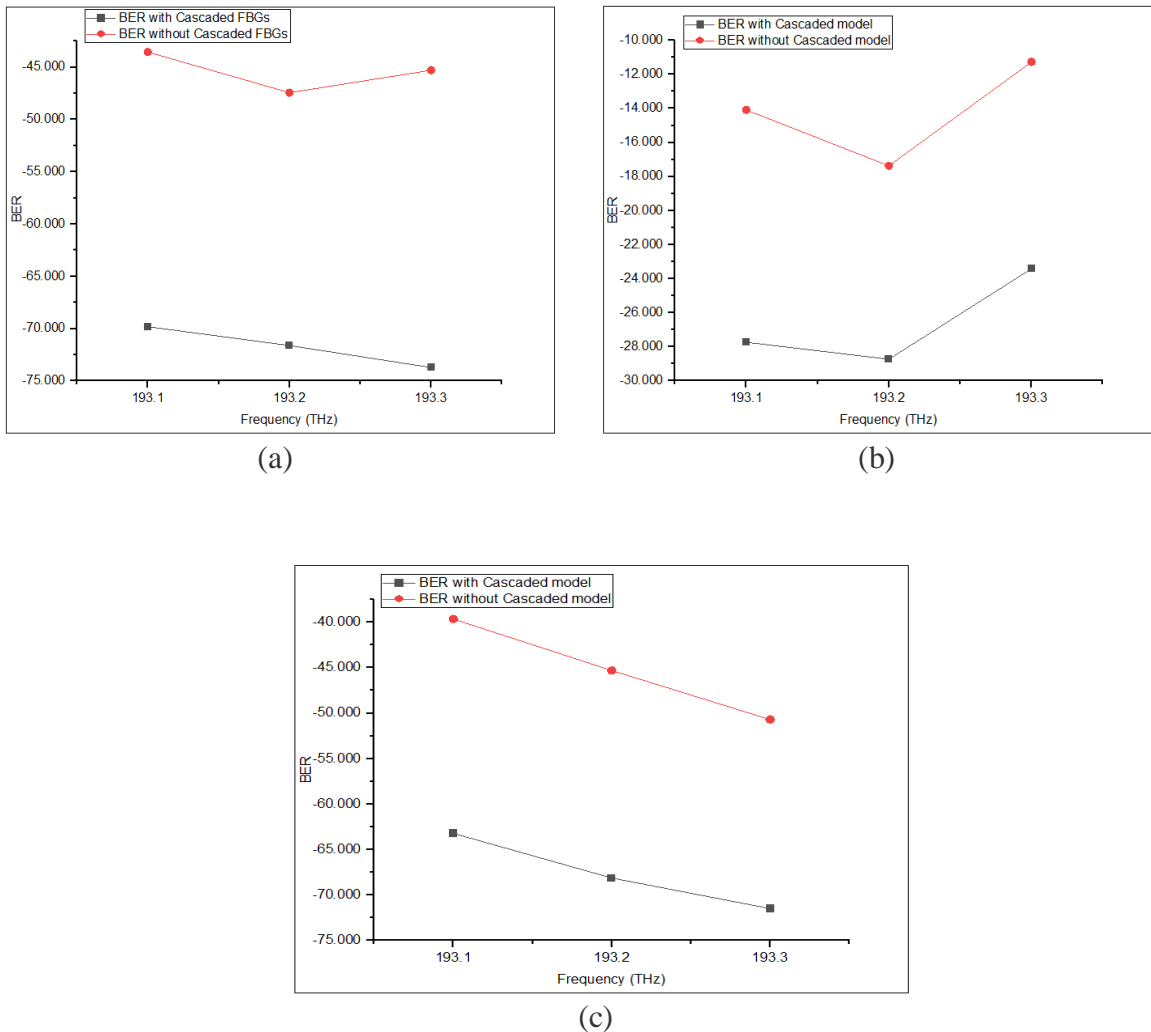 BER with Cascaded FBGs
BER without Cascaded FBGs
-45.000
-50.000
-55.000
-60.000
-65.000
-70.000
-75.000
BER
193.1 193.2 193.3
Frequency (THz)
(a)
BER with Cascaded model
BER without Cascaded model
-10.000
-12.000
-14.000
-16.000
-18.000
-20.000
-22.000
-24.000
-26.000
-28.000
-30.000
BER
193.1 193.2 193.3
Frequency (THz)
(b)
BER with Cascaded model
BER without Cascaded model
-40.000
-45.000
-50.000
-55.000
-60.000
-65.000
-70.000
-75.000
BER
193.1 193.2 193.3
Frequency (THz)
(c)